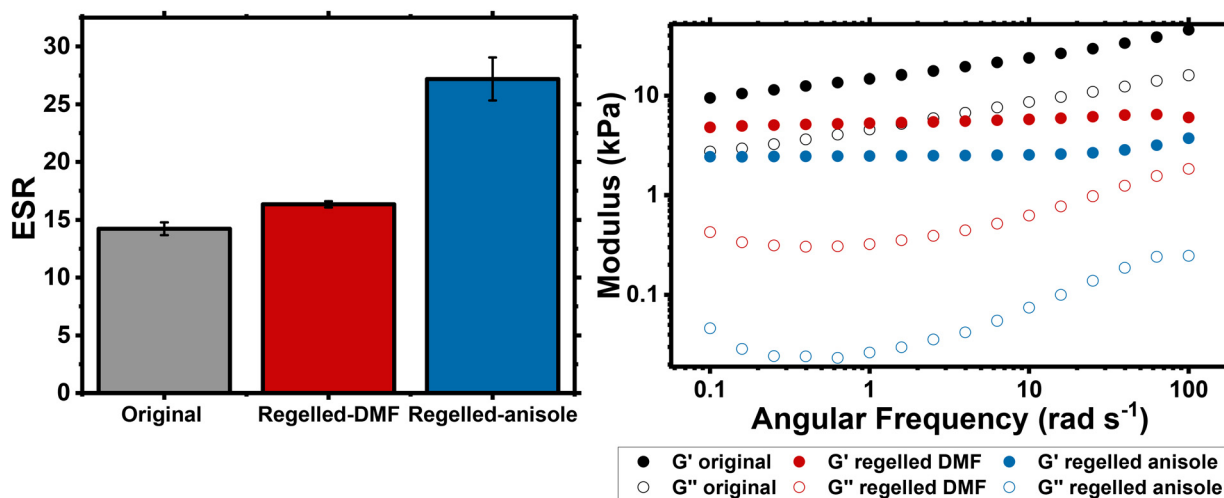 ESR
30
25
20
15
10
5
0
Original
Regelled-DMF
Regelled-anisole
Modulus (kPa)
10
1
0.1
0.1
1
10
100
Angular Frequency (rad s⁻¹)
G' original
G' regelled DMF
G' regelled anisole
G'' original
G'' regelled DMF
G'' regelled anisole